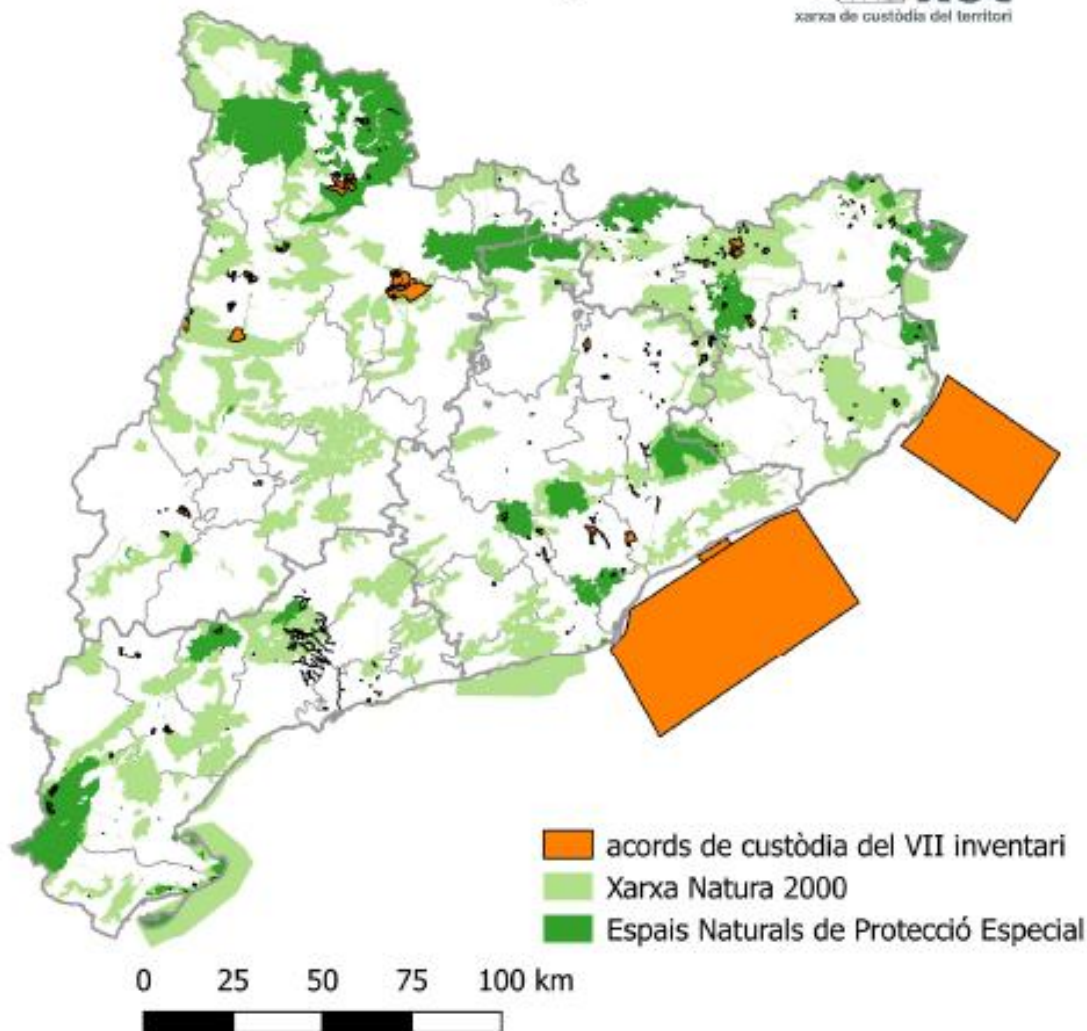 xarxa de custòdia del territori
acords de custòdia del VII inventari
Xarxa Natura 2000
Espais Naturals de Protecció Especial
0 25 50 75 100 km